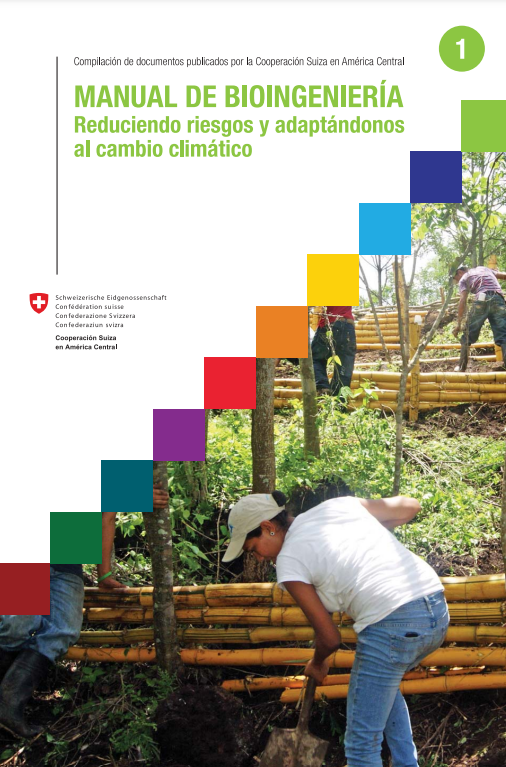 Compilación de documentos publicados por la Cooperación Suiza en América Central
1
MANUAL DE BIOINGENIERÍA
Reduciendo riesgos y adaptándonos
al cambio climático
Schweizerische Eidgenossenschaft
Confédération suisse
Confederazione Svizzera
Confederaziun svizra
Cooperación Suiza
en América Central